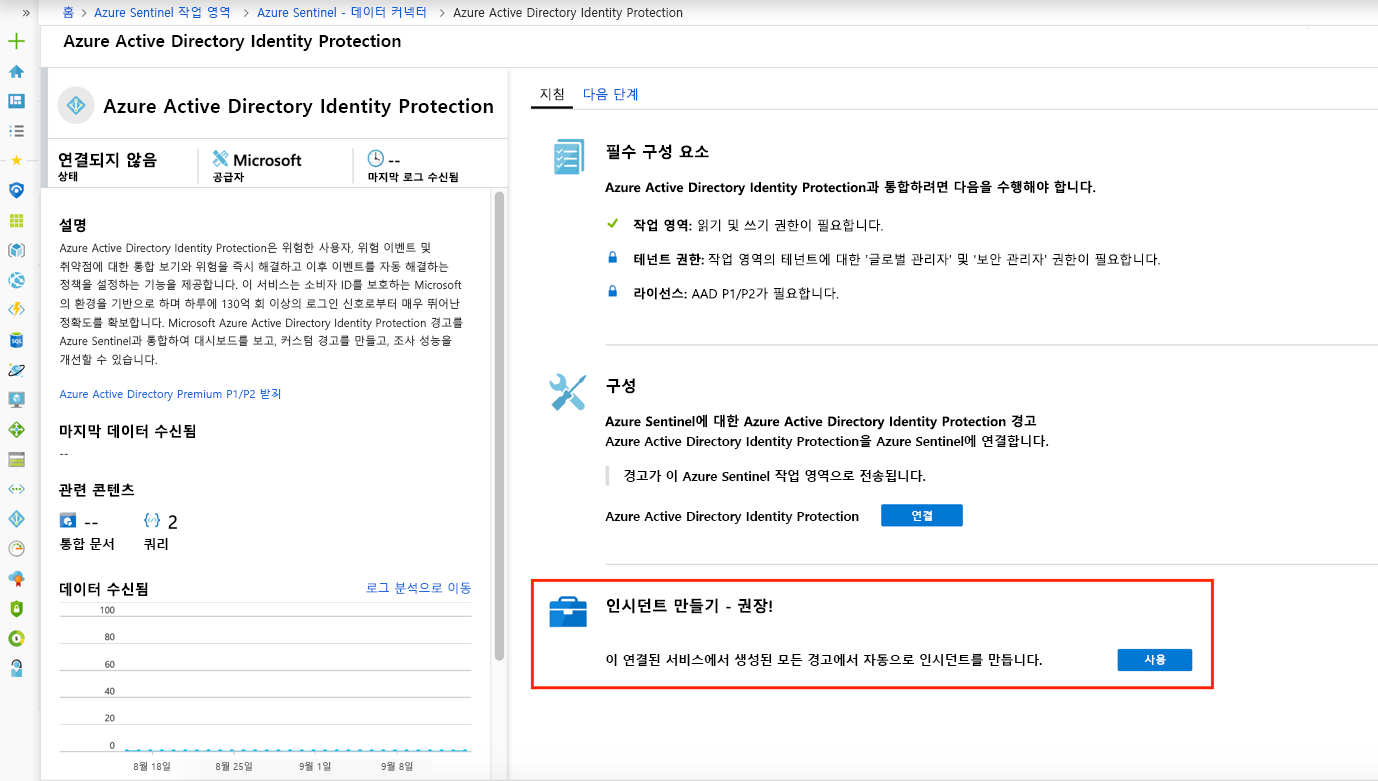 » 홈 > Azure Sentinel 작업 영역 > Azure Sentinel - 데이터 커넥터 > Azure Active Directory Identity Protection
Azure Active Directory Identity Protection
Azure Active Directory Identity Protection
연결되지 않음
상태
Microsoft
공급자
--
마지막 로그 수신됨
설명
Azure Active Directory Identity Protection은 위험한 사용자, 위험 이벤트 및
취약점에 대한 통합 보기와 위험을 즉시 해결하고 이후 이벤트를 자동 해결하는
정책을 설정하는 기능을 제공합니다. 이 서비스는 소비자 ID를 보호하는 Microsoft
의 환경을 기반으로 하며 하루에 130억 회 이상의 로그인 신호로부터 매우 뛰어난
정확도를 확보합니다. Microsoft Azure Active Directory Identity Protection 경고를
Azure Sentinel과 통합하여 대시보드를 보고, 커스텀 경고를 만들고, 조사 성능을
개선할 수 있습니다.
Azure Active Directory Premium P1/P2 받기
마지막 데이터 수신됨
--
관련 콘텐츠
-- 2
통합 문서 쿼리
데이터 수신됨 로그 분석으로 이동
100
80
60
40
20
0
8월 18일 8월 25일 9월 1일 9월 8일
지침 다음 단계
필수 구성 요소
Azure Active Directory Identity Protection과 통합하려면 다음을 수행해야 합니다.
작업 영역: 읽기 및 쓰기 권한이 필요합니다.
테넌트 권한: 작업 영역의 테넌트에 대한 '글로벌 관리자' 및 '보안 관리자' 권한이 필요합니다.
라이선스: AAD P1/P2가 필요합니다.
구성
Azure Sentinel에 대한 Azure Active Directory Identity Protection 경고
Azure Active Directory Identity Protection을 Azure Sentinel에 연결합니다.
경고가 이 Azure Sentinel 작업 영역으로 전송됩니다.
Azure Active Directory Identity Protection 연결
인시던트 만들기 - 권장!
이 연결된 서비스에서 생성된 모든 경고에서 자동으로 인시던트를 만듭니다. 사용